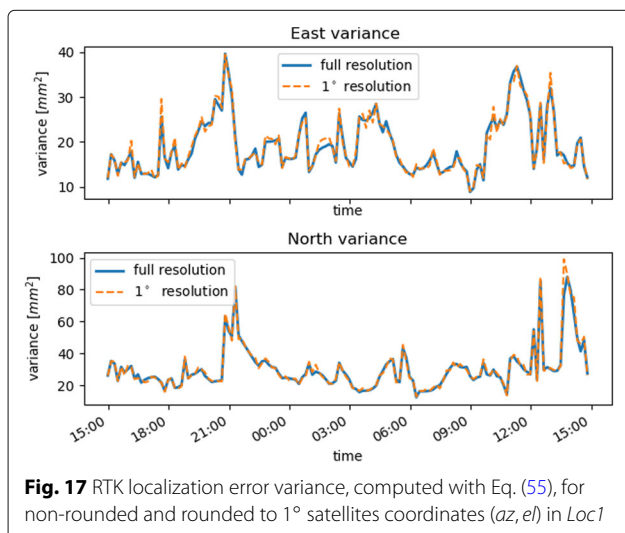 East variance
40
30
20
10
variance [mm²]
full resolution
1° resolution
time
North variance
100
80
60
40
20
variance [mm²]
full resolution
1° resolution
15:00 18:00 21:00 00:00 03:00 06:00 09:00 12:00 15:00
time
Fig. 17 RTK localization error variance, computed with Eq. (55), for
non-rounded and rounded to 1° satellites coordinates (az, el) in Loc1